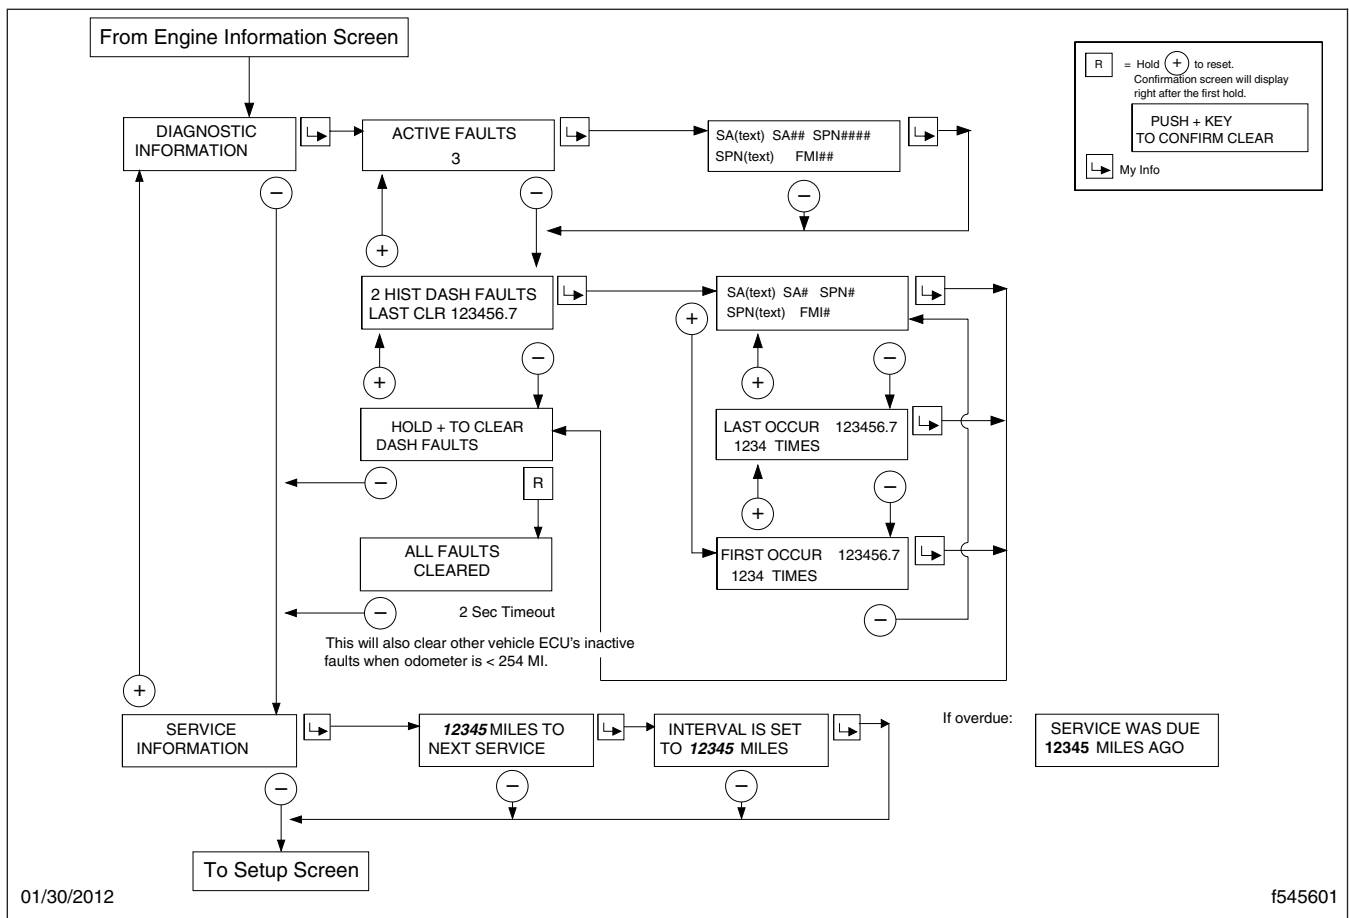 From Engine Information Screen
R = Hold + to reset.
Confirmation screen will display
right after the first hold.
PUSH + KEY
TO CONFIRM CLEAR
My Info
DIAGNOSTIC
INFORMATION
ACTIVE FAULTS
3
SA(text) SA## SPN####
SPN(text) FMI##
−
−
−
+
2 HIST DASH FAULTS
LAST CLR 123456.7
SA(text) SA# SPN#
SPN(text) FMI#
+
−
−
+
+
HOLD + TO CLEAR
DASH FAULTS
LAST OCCUR 123456.7
1234 TIMES
−
R
−
+
ALL FAULTS
CLEARED
FIRST OCCUR 123456.7
1234 TIMES
−
2 Sec Timeout
−
This will also clear other vehicle ECU's inactive
faults when odometer is < 254 MI.
+
SERVICE
INFORMATION
12345 MILES TO
NEXT SERVICE
INTERVAL IS SET
TO 12345 MILES
If overdue:
SERVICE WAS DUE
12345 MILES AGO
−
−
−
To Setup Screen
01/30/2012
f545601